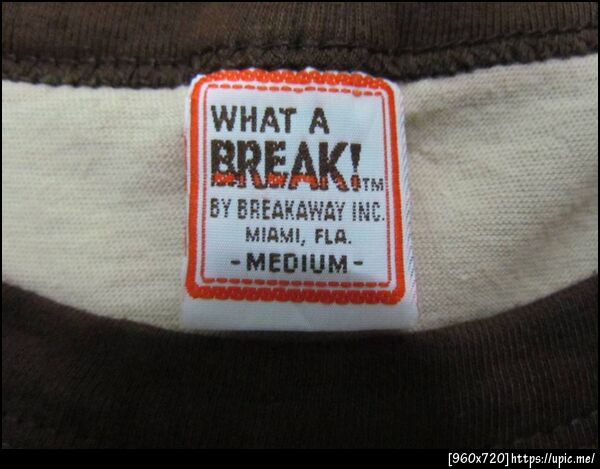 WHAT A
BREAK!™
BY BREAKAWAY INC.
MIAMI, FLA.
- MEDIUM -
[960x720]https://upic.me/